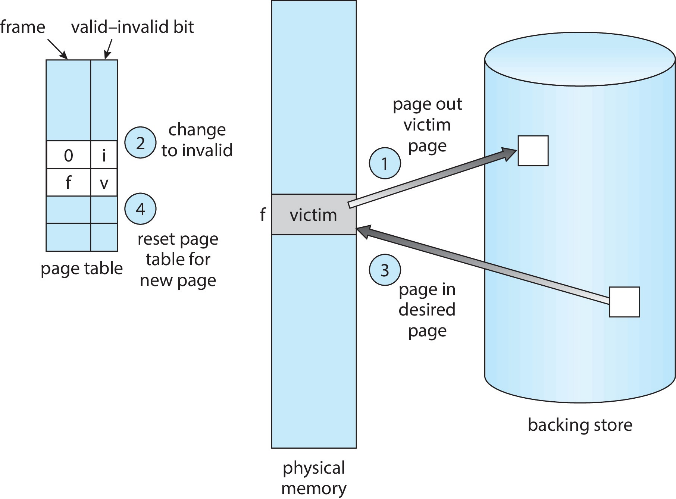 frame
valid–invalid bit
0 i
f v
2
change
to invalid
4
reset page
table for
new page
page table
f
victim
physical
memory
page out
victim
page
1
3
page in
desired
page
backing store